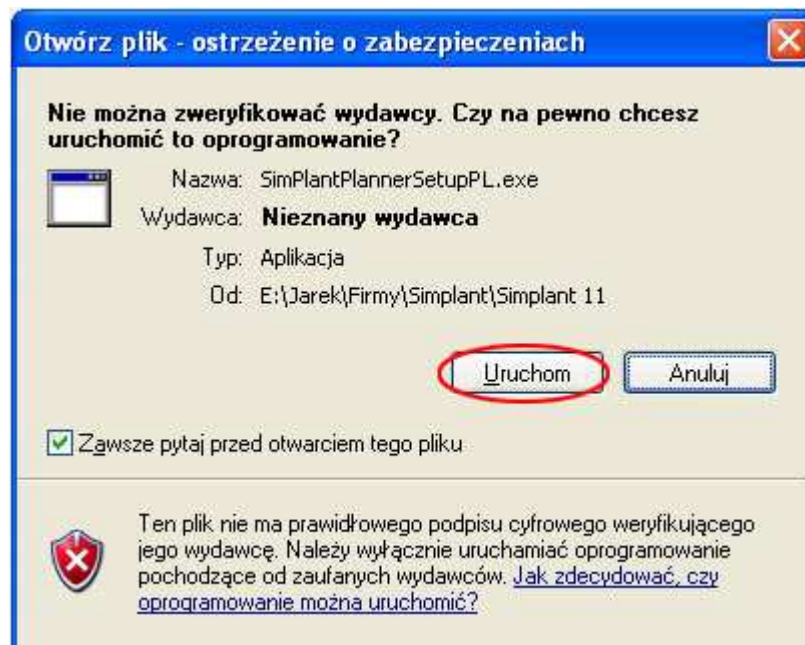 Otwórz plik - ostrzeżenie o zabezpieczeniach
Nie można zweryfikować wydawcy. Czy na pewno chcesz
uruchomić to oprogramowanie?
Nazwa: SimPlantPlannerSetupPL.exe
Wydawca: Nieznany wydawca
Typ: Aplikacja
Od: E:\Jarek\Firmy\Simplant\Simplant 11
Uruchom Anuluj
Zawsze pytaj przed otwarciem tego pliku
Ten plik nie ma prawidłowego podpisu cyfrowego weryfikującego
jego wydawcę. Należy wyłącznie uruchamiać oprogramowanie
pochodzące od zaufanych wydawców. Jak zdecydować, czy
oprogramowanie można uruchomić?